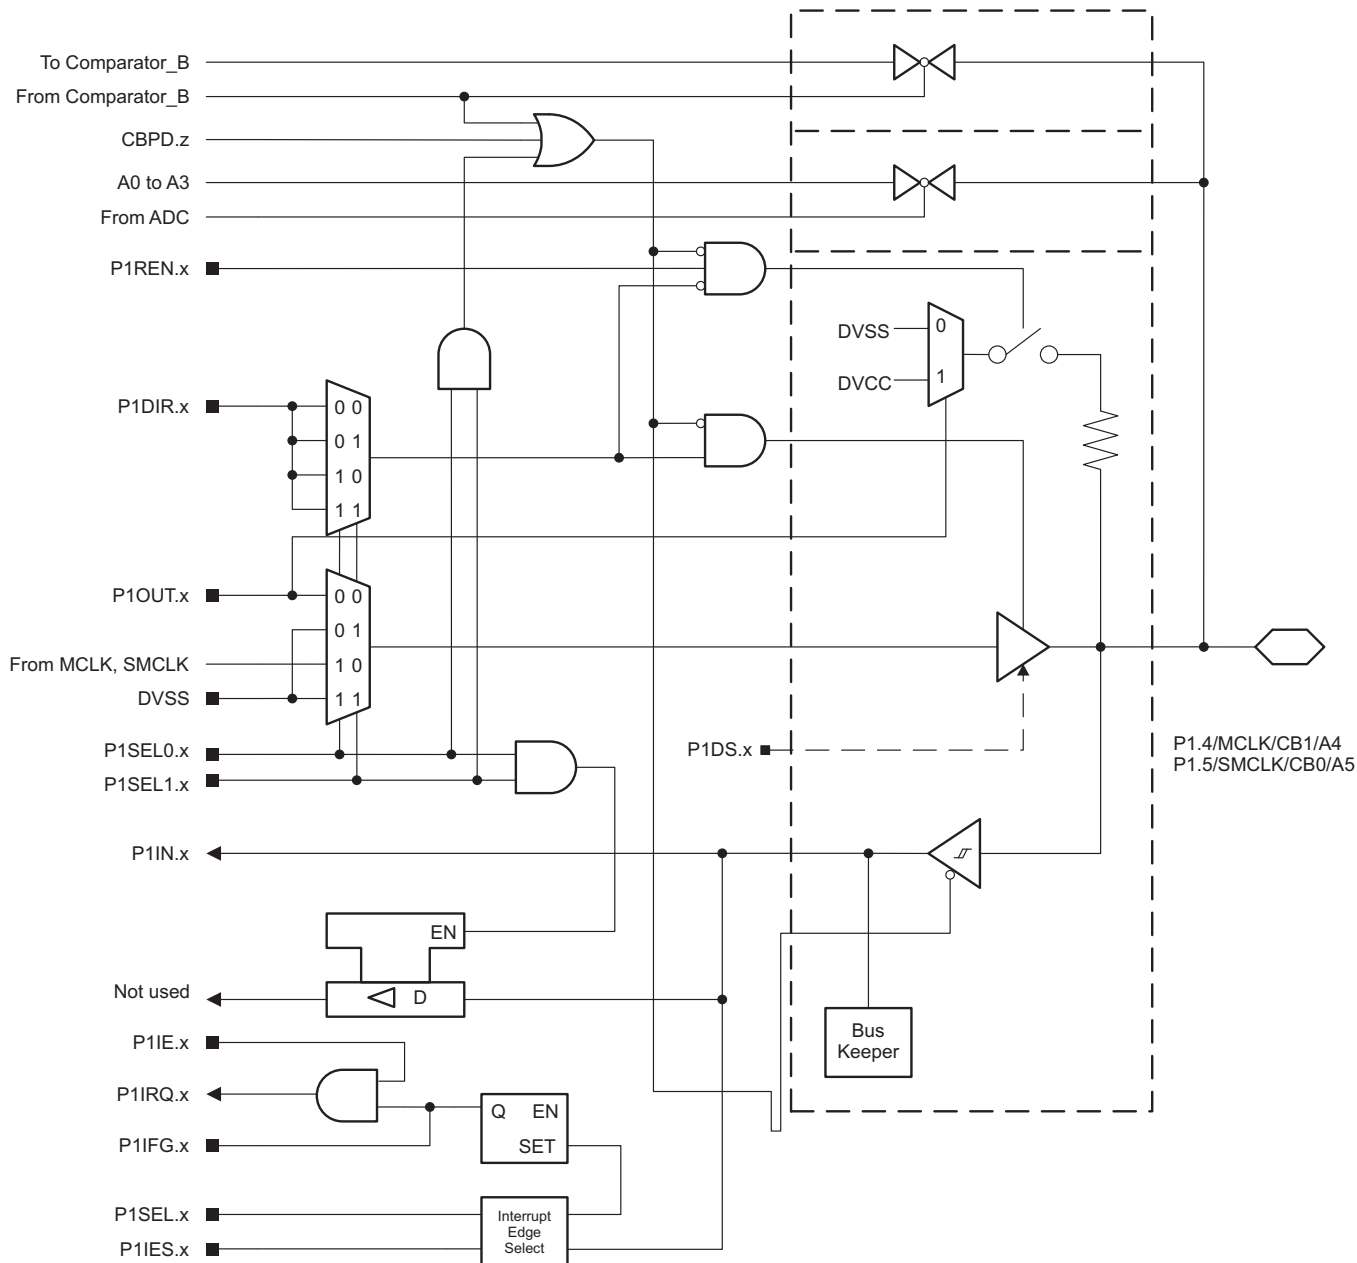 To Comparator_B
From Comparator_B
CBPD.z
A0 to A3
From ADC
P1REN.x
DVSS
0
DVCC
1
P1DIR.x
0 0
0 1
1 0
1 1
P1OUT.x
0 0
0 1
From MCLK, SMCLK
1 0
DVSS
1 1
P1SEL0.x
P1SEL1.x
P1DS.x
P1.4/MCLK/CB1/A4
P1.5/SMCLK/CB0/A5
P1IN.x
EN
Not used
D
Bus
Keeper
P1IE.x
P1IRQ.x
Q EN
SET
P1IFG.x
P1SEL.x
P1IES.x
Interrupt
Edge
Select